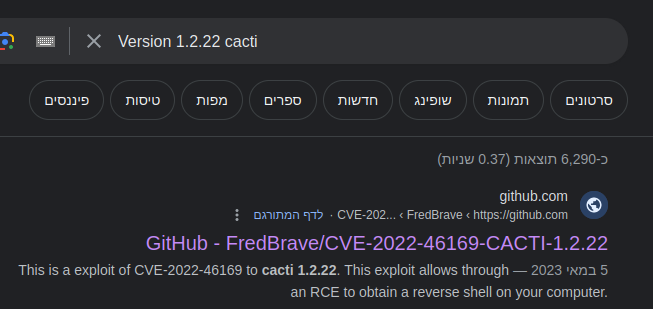 Version 1.2.22 cacti
סרטונים תמונות שופינג חדשות ספרים מפות טיסות פיננסים
כ-6,290 תוצאות (0.37 שניות)
github.com
https://github.com › FredBrave › CVE-202... · לדף המתורגם
GitHub - FredBrave/CVE-2022-46169-CACTI-1.2.22
5 במאי 2023 — This is a exploit of CVE-2022-46169 to cacti 1.2.22. This exploit allows through
an RCE to obtain a reverse shell on your computer.